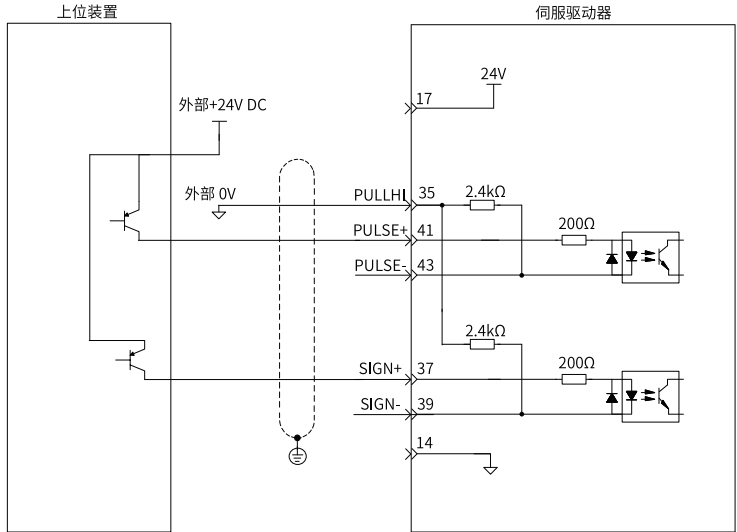 上位装置
伺服驱动器
24V
17
外部+24V DC
外部 0V
PULLHI
35
2.4kΩ
200Ω
PULSE+
41
PULSE-
43
2.4kΩ
200Ω
SIGN+
37
SIGN-
39
14